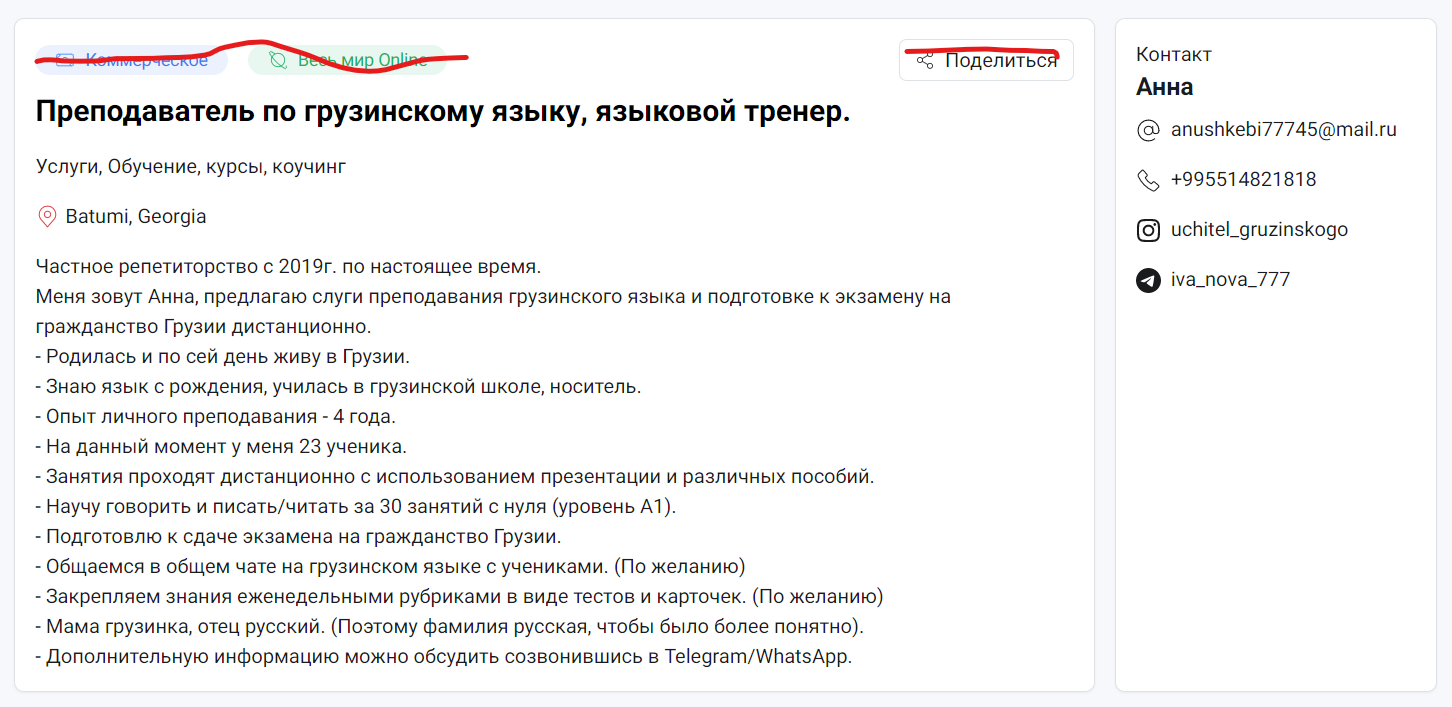 Коммерческое
Весь мир Online
Поделиться
Преподаватель по грузинскому языку, языковой тренер.
Услуги, Обучение, курсы, коучинг
Batumi, Georgia
Частное репетиторство с 2019г. по настоящее время.
Меня зовут Анна, предлагаю слуги преподавания грузинского языка и подготовке к экзамену на
гражданство Грузии дистанционно.
- Родилась и по сей день живу в Грузии.
- Знаю язык с рождения, училась в грузинской школе, носитель.
- Опыт личного преподавания - 4 года.
- На данный момент у меня 23 ученика.
- Занятия проходят дистанционно с использованием презентации и различных пособий.
- Научу говорить и писать/читать за 30 занятий с нуля (уровень А1).
- Подготовлю к сдаче экзамена на гражданство Грузии.
- Общаемся в общем чате на грузинском языке с учениками. (По желанию)
- Закрепляем знания еженедельными рубриками в виде тестов и карточек. (По желанию)
- Мама грузинка, отец русский. (Поэтому фамилия русская, чтобы было более понятно).
- Дополнительную информацию можно обсудить созвонившись в Telegram/WhatsApp.
Контакт
Анна
anushkebi77745@mail.ru
+995514821818
uchitel_gruzinskogo
iva_nova_777